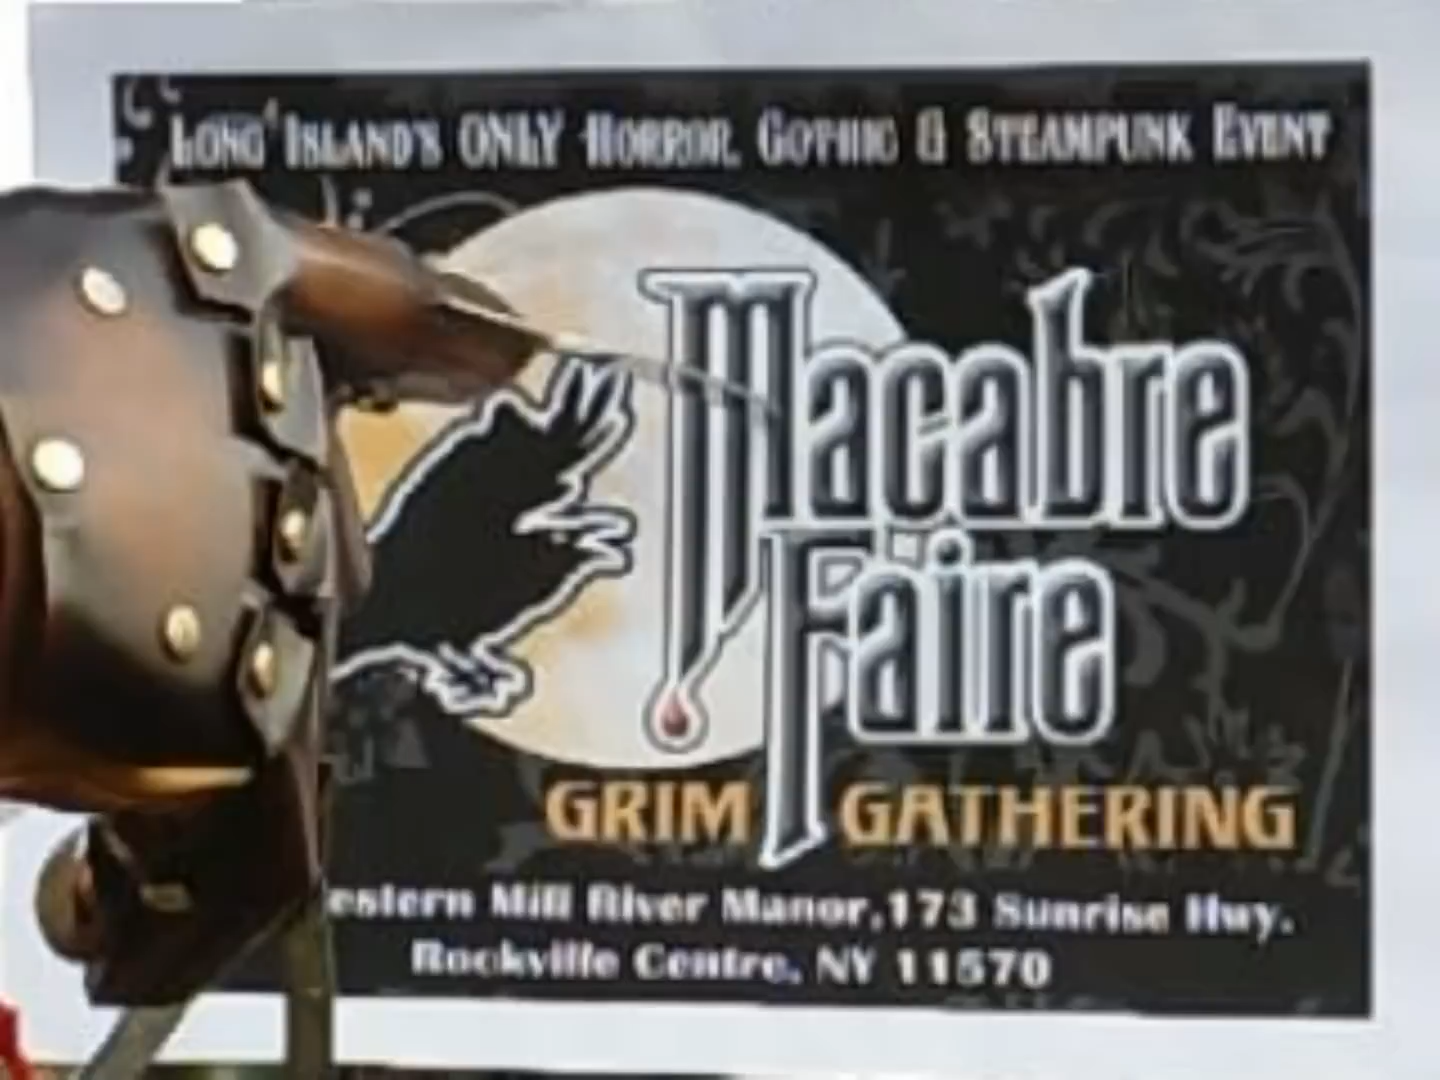 LONG ISLAND'S ONLY HORROR, GOTHIC & STEAMPUNK EVENT
Macabre
Faire
GRIM GATHERING
estern Mill River Manor, 173 Sunrise Hwy.
Rockville Centre, NY 11570